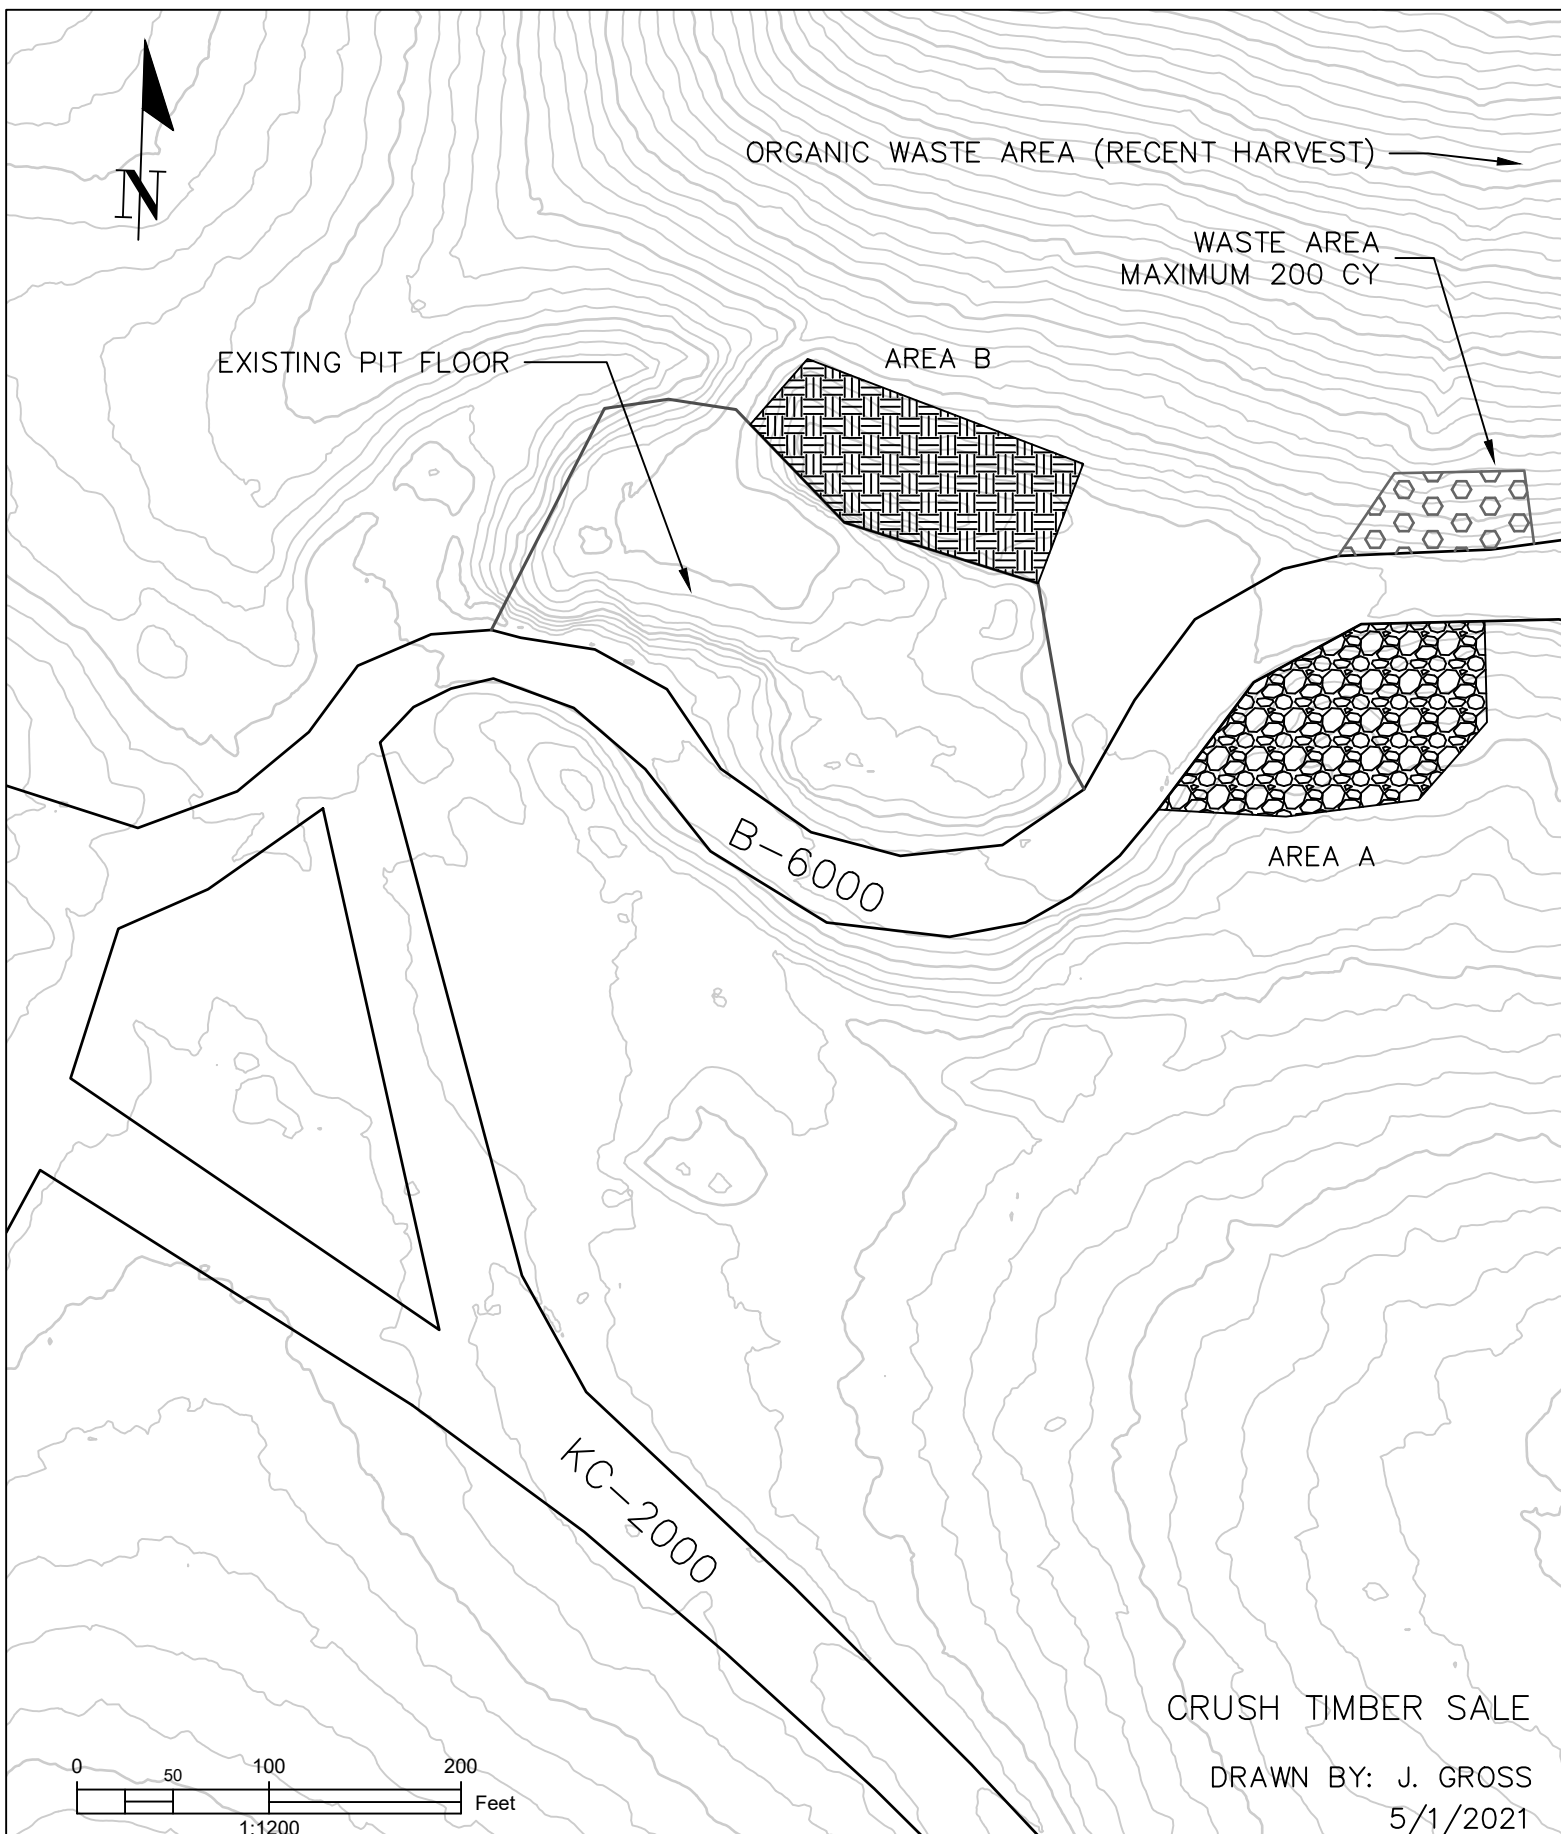 N
ORGANIC WASTE AREA (RECENT HARVEST)
WASTE AREA
MAXIMUM 200 CY
EXISTING PIT FLOOR
AREA B
AREA A
B-6000
KC-2000
CRUSH TIMBER SALE
DRAWN BY: J. GROSS
5/1/2021
0 50 100 200
Feet
1:1200